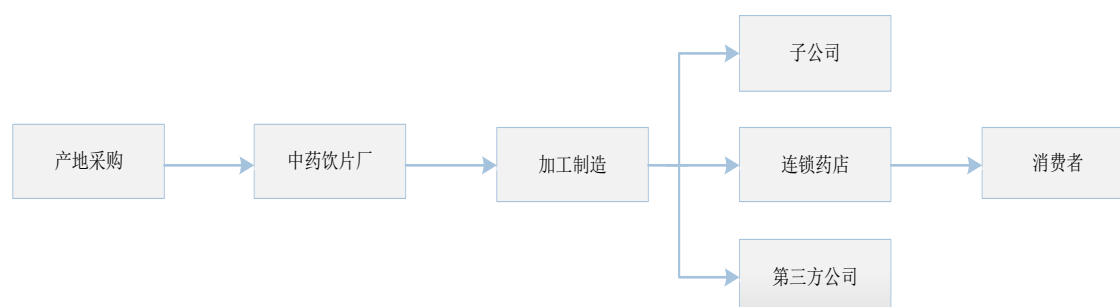 子公司
产地采购
中药饮片厂
加工制造
连锁药店
消费者
第三方公司